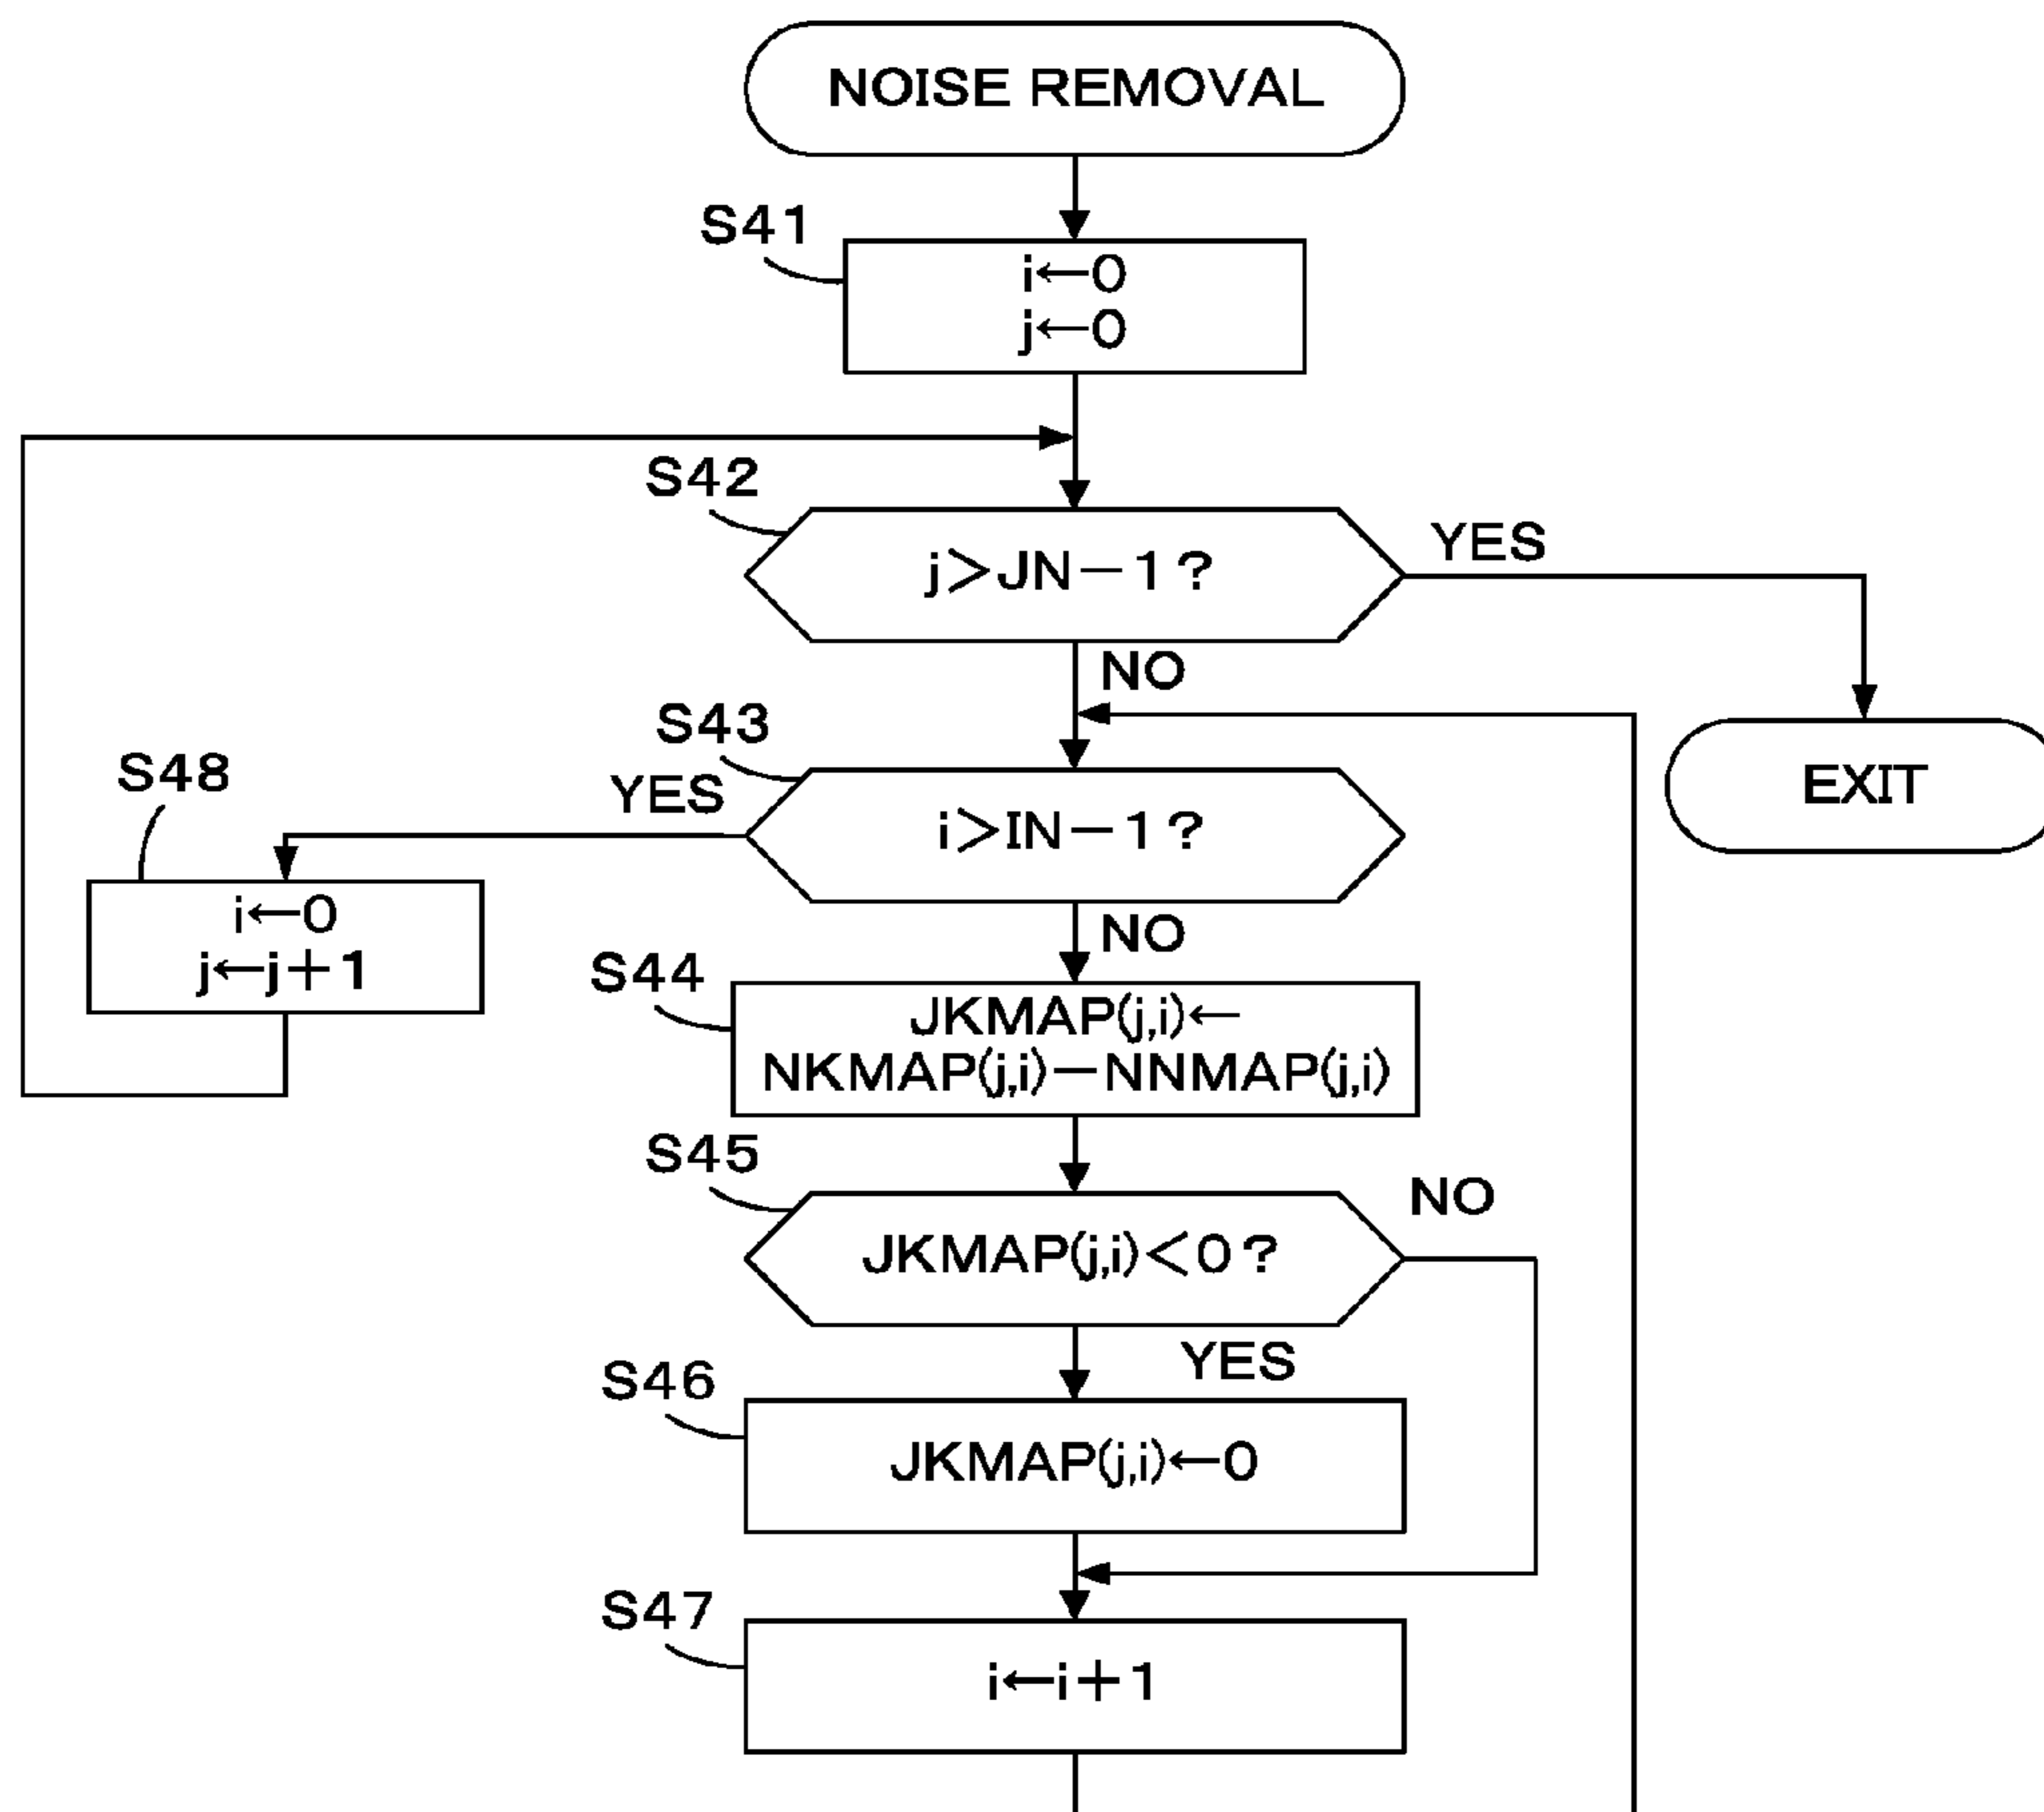 NOISE REMOVAL
S41
i←0
j←0
S42
j>JN−1?
YES
NO
S43
YES
i>IN−1?
EXIT
S48
i←0
j←j+1
NO
S44
JKMAP(j,i)←
NKMAP(j,i)−NNMAP(j,i)
S45
NO
JKMAP(j,i)<0?
YES
S46
JKMAP(j,i)←0
S47
i←i+1